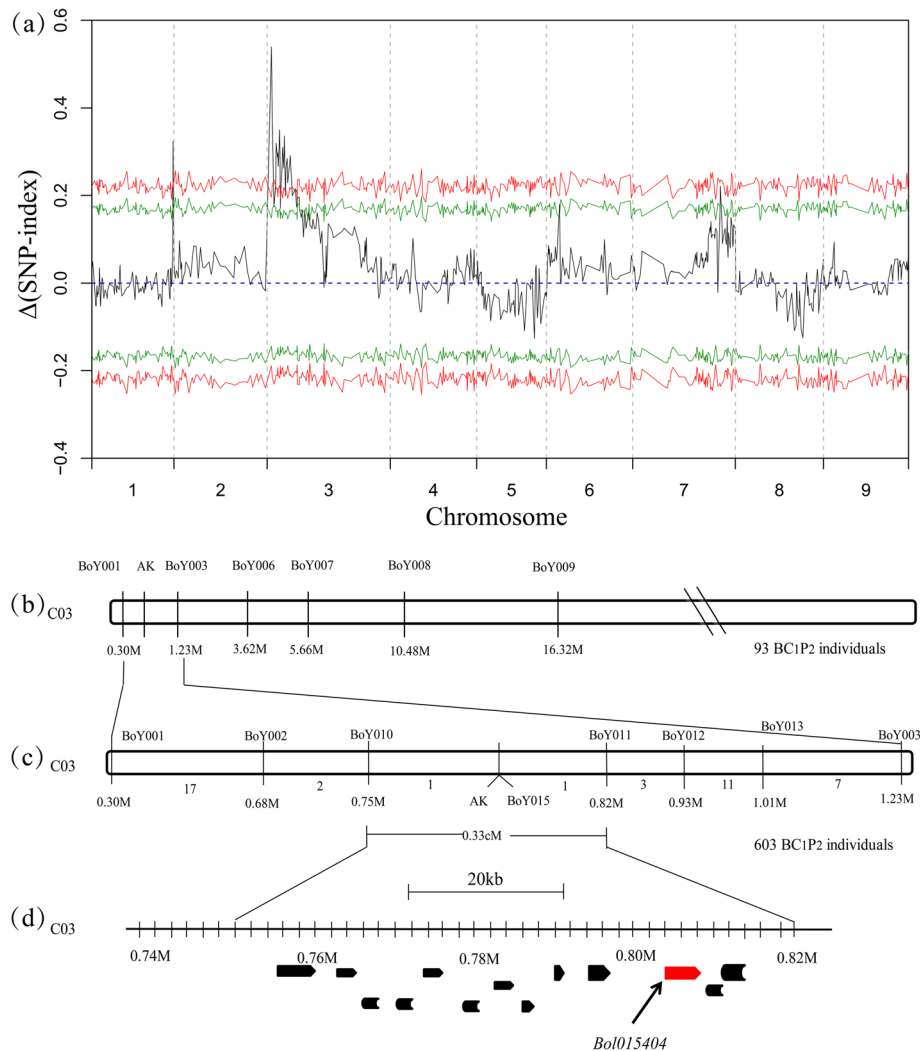 (a)
0.6
0.4
0.2
0.0
−0.2
−0.4
Δ(SNP-index)
1 2 3 4 5 6 7 8 9
Chromosome
(b) C03
BoY001 AK BoY003 BoY006 BoY007 BoY008 BoY009
0.30M 1.23M 3.62M 5.66M 10.48M 16.32M
93 BC1P2 individuals
(c) C03
BoY001 BoY002 BoY010 BoY011 BoY012 BoY013 BoY003
17 2 1 1 3 11 7
0.30M 0.68M 0.75M AK BoY015 0.82M 0.93M 1.01M 1.23M
0.33cM
603 BC1P2 individuals
20kb
(d) C03
0.74M 0.76M 0.78M 0.80M 0.82M
Bol015404